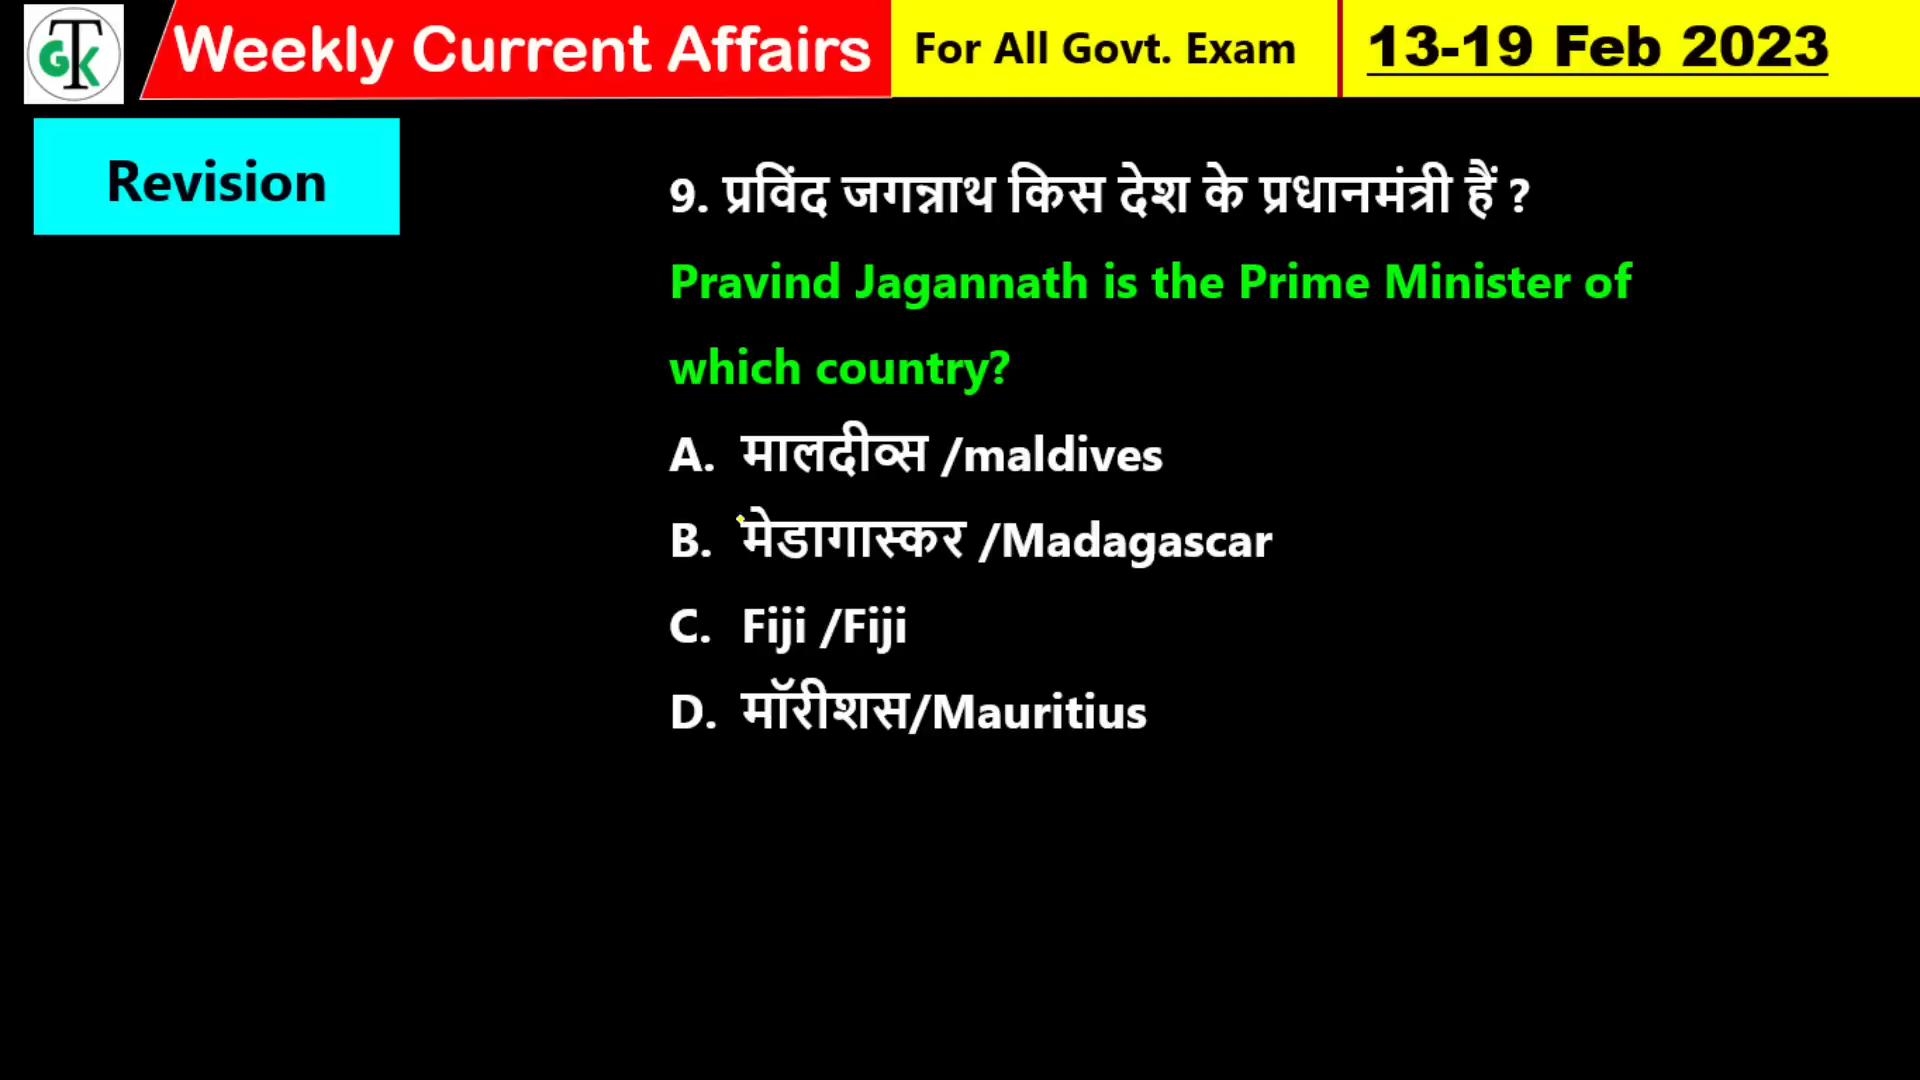 TGK
Weekly Current Affairs
For All Govt. Exam
13-19 Feb 2023
Revision
9. प्रविंद जगन्नाथ किस देश के प्रधानमंत्री हैं ?
Pravind Jagannath is the Prime Minister of
which country?
A. मालदीव्स /maldives
B. मेडागास्कर /Madagascar
C. Fiji /Fiji
D. मॉरीशस/Mauritius